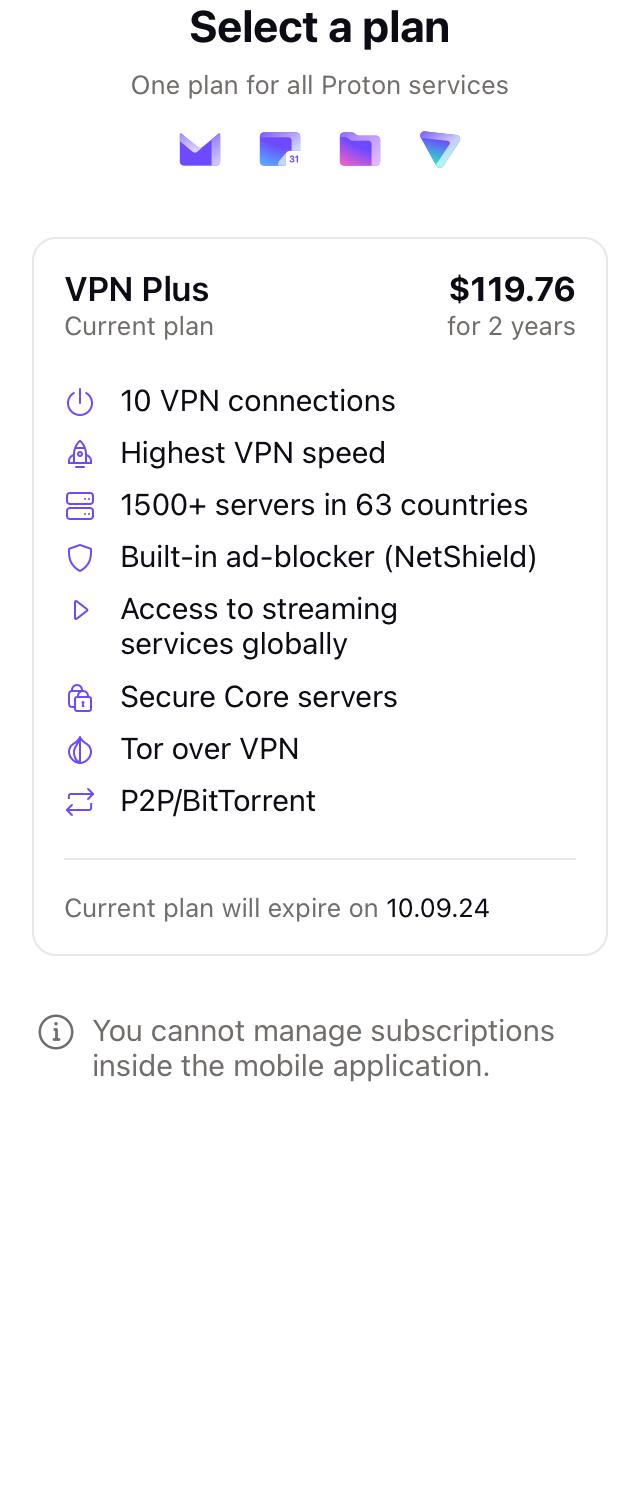 Select a plan
One plan for all Proton services
31
VPN Plus
$119.76
Current plan
for 2 years
10 VPN connections
Highest VPN speed
1500+ servers in 63 countries
Built-in ad-blocker (NetShield)
Access to streaming
services globally
Secure Core servers
Tor over VPN
P2P/BitTorrent
Current plan will expire on 10.09.24
You cannot manage subscriptions
inside the mobile application.